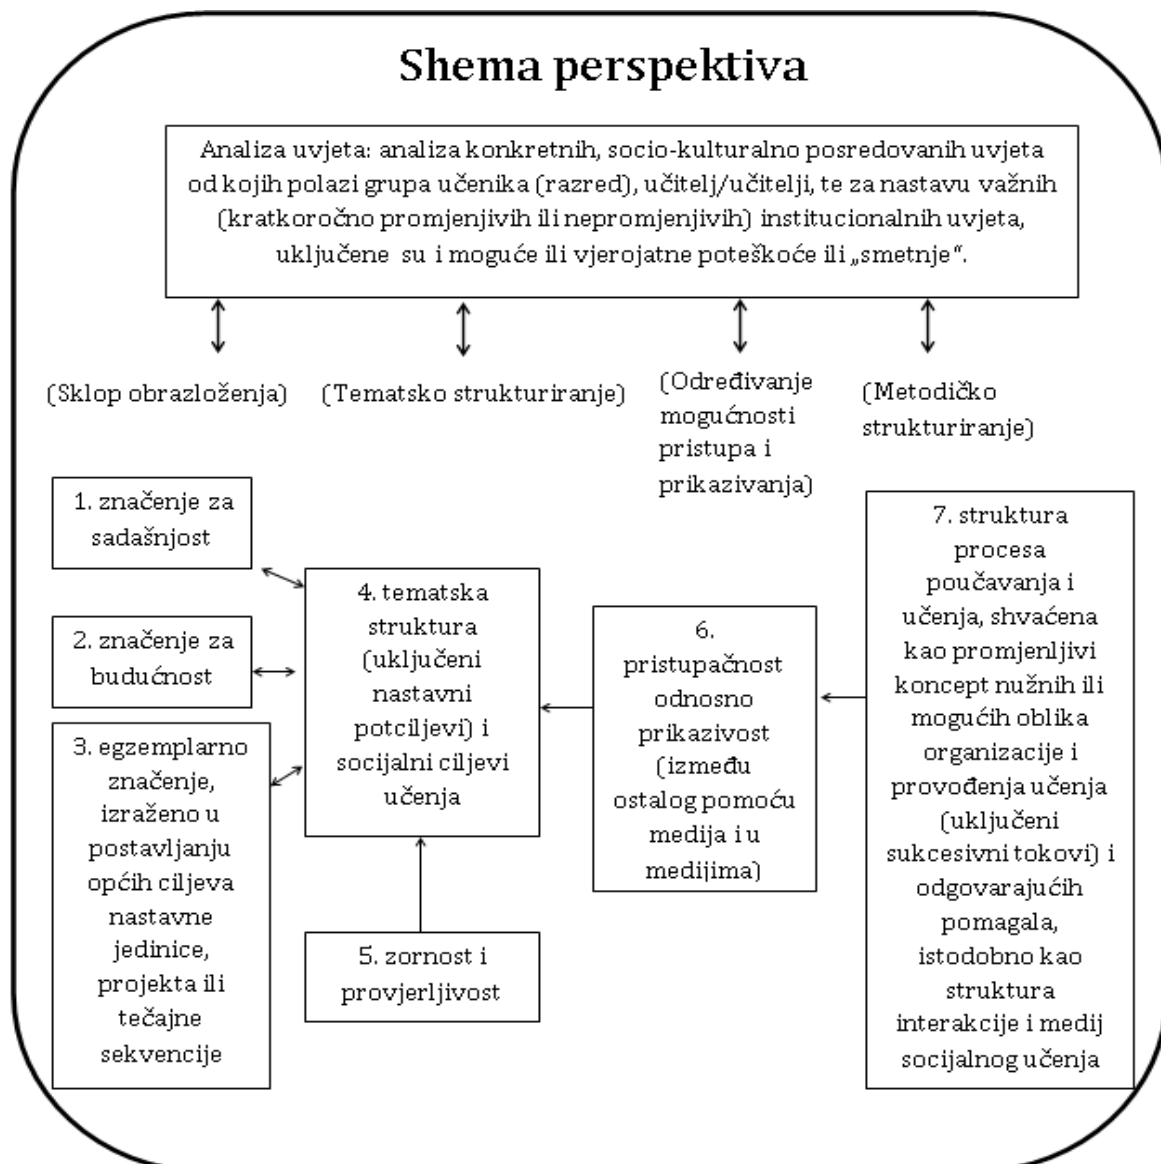 Shema perspektiva
Analiza uvjeta: analiza konkretnih, socio-kulturalno posredovanih uvjeta
od kojih polazi grupa učenika (razred), učitelj/učitelji, te za nastavu važnih
(kratkoročno promjenjivih ili nepromjenjivih) institucionalnih uvjeta,
uključene su i moguće ili vjerojatne poteškoće ili „smetnje“.
(Sklop obrazloženja)
(Tematsko strukturiranje)
(Određivanje
mogućnosti
pristupa i
prikazivanja)
(Metodičko
strukturiranje)
1. značenje za
sadašnjost
2. značenje za
budućnost
3. egzemplarno
značenje,
izraženo u
postavljanju
općih ciljeva
nastavne
jedinice,
projekta ili
tečajne
sekvencije
4. tematska
struktura
(uključeni
nastavni
potciljevi) i
socijalni ciljevi
učenja
5. zornost i
provjerljivost
6.
pristupačnost
odnosno
prikazivost
(između
ostalog pomoću
medija i u
medijima)
7. struktura
procesa
poučavanja i
učenja, shvaćena
kao promjenljivi
koncept nužnih ili
mogućih oblika
organizacije i
provođenja učenja
(uključeni
sukcesivni tokovi) i
odgovarajućih
pomagala,
istodobno kao
struktura
interakcije i medij
socijalnog učenja